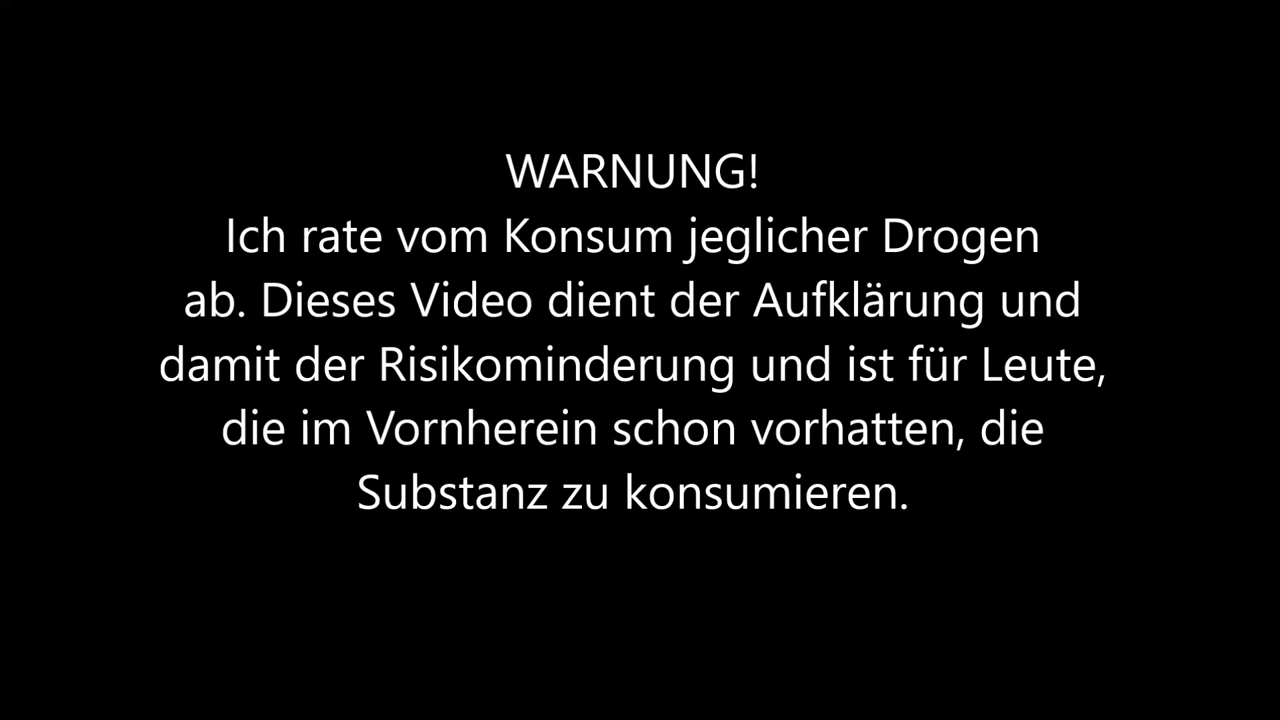 WARNUNG!
Ich rate vom Konsum jeglicher Drogen
ab. Dieses Video dient der Aufklärung und
damit der Risikominderung und ist für Leute,
die im Vornherein schon vorhatten, die
Substanz zu konsumieren.